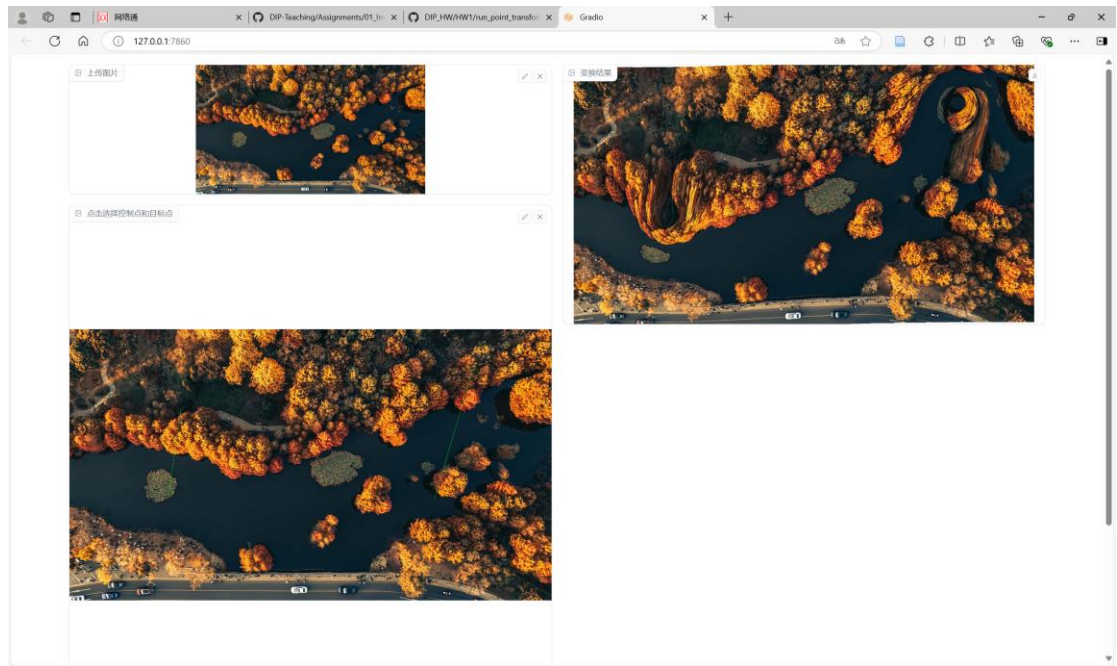 网络通
DIP-Teaching/Assignments/01_Im
DIP_HW/HW1/run_point_transfor
Gradio
127.0.0.1:7860
上传图片
变换结果
点击选择控制点和目标点